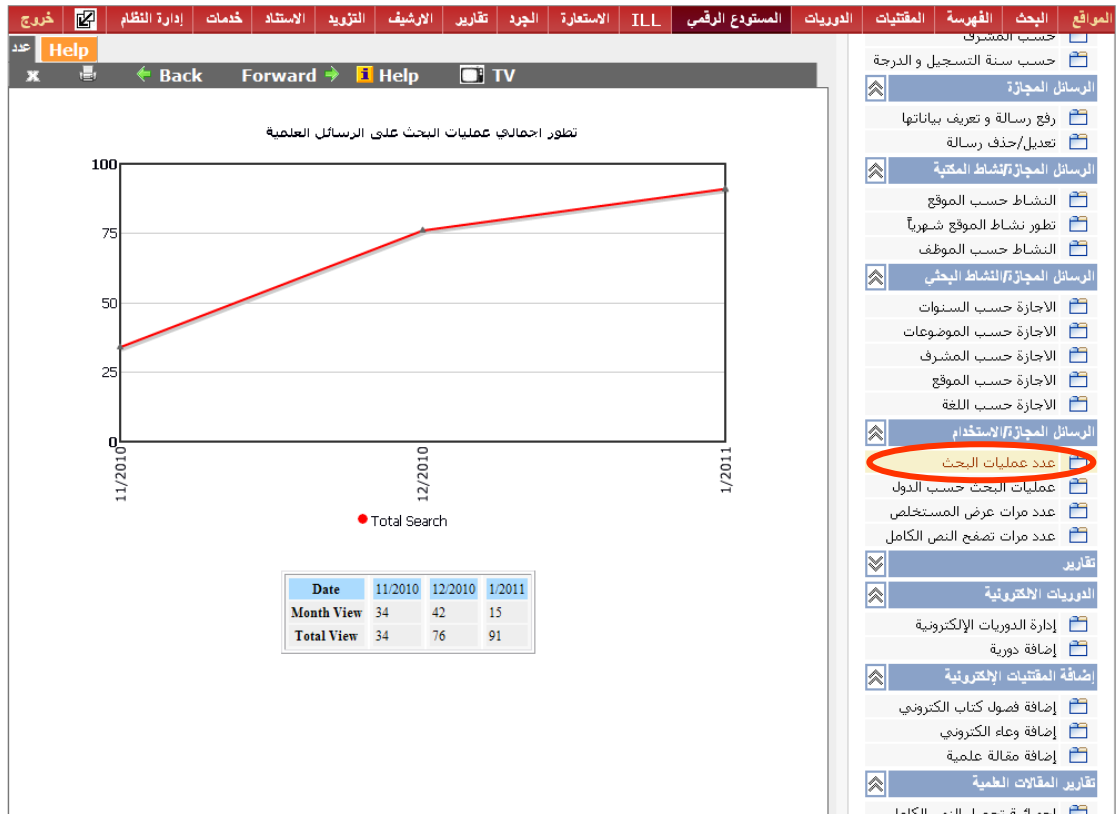 المواقع البحث الفهرسة المقتنيات الدوريات المستودع الرقمي ILL الاستعارة الجرد تقارير الارشيف التزويد الاستناد خدمات إدارة النظام خروج
عدد Help
x Back Forward Help TV
تطور اجمالي عمليات البحث على الرسائل العلمية
100
75
50
25
0
11/2010 12/2010 1/2011
Total Search
Date 11/2010 12/2010 1/2011
Month View 34 42 15
Total View 34 76 91
حسب المشرف
حسب سنة التسجيل و الدرجة
الرسائل المجازة
رفع رسالة و تعريف بياناتها
تعديل/حذف رسالة
الرسائل المجازة/نشاط المكتبة
النشاط حسب الموقع
تطور نشاط الموقع شهرياً
النشاط حسب الموظف
الرسائل المجازة/النشاط البحثي
الاجازة حسب السنوات
الاجازة حسب الموضوعات
الاجازة حسب المشرف
الاجازة حسب الموقع
الاجازة حسب اللغة
الرسائل المجازة/الاستخدام
عدد عمليات البحث
عمليات البحث حسب الدول
عدد مرات عرض المستخلص
عدد مرات تصفح النص الكامل
تقارير
الدوريات الالكترونية
إدارة الدوريات الإلكترونية
إضافة دورية
إضافة المقتنيات الإلكترونية
إضافة فصول كتاب الكتروني
إضافة وعاء الكتروني
إضافة مقالة علمية
تقارير المقالات العلمية